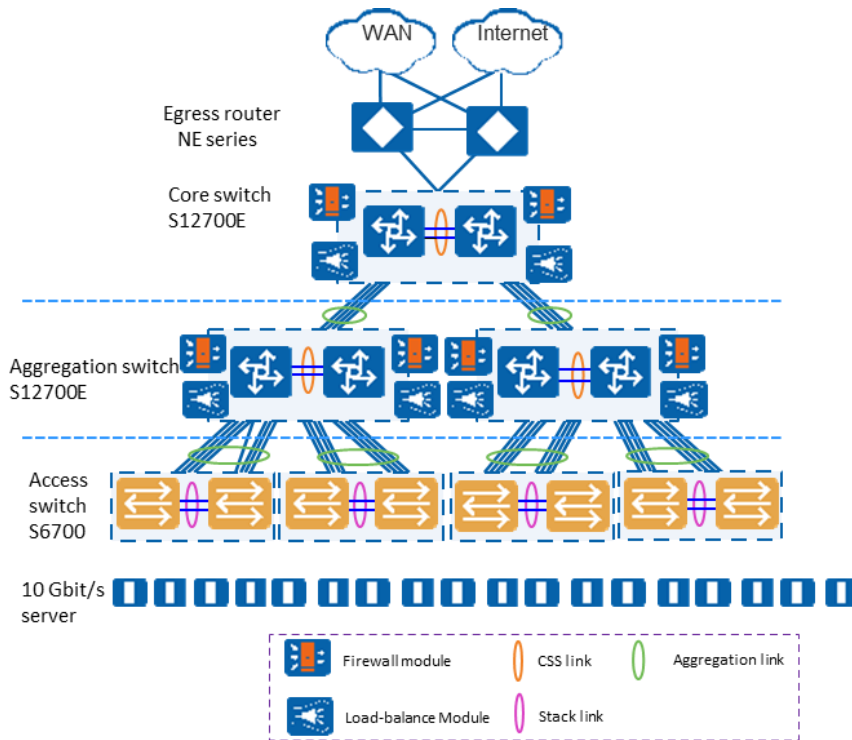 WAN
Internet
Egress router
NE series
Core switch
S12700E
Aggregation switch
S12700E
Access
switch
S6700
10 Gbit/s
server
Firewall module
CSS link
Aggregation link
Load-balance Module
Stack link